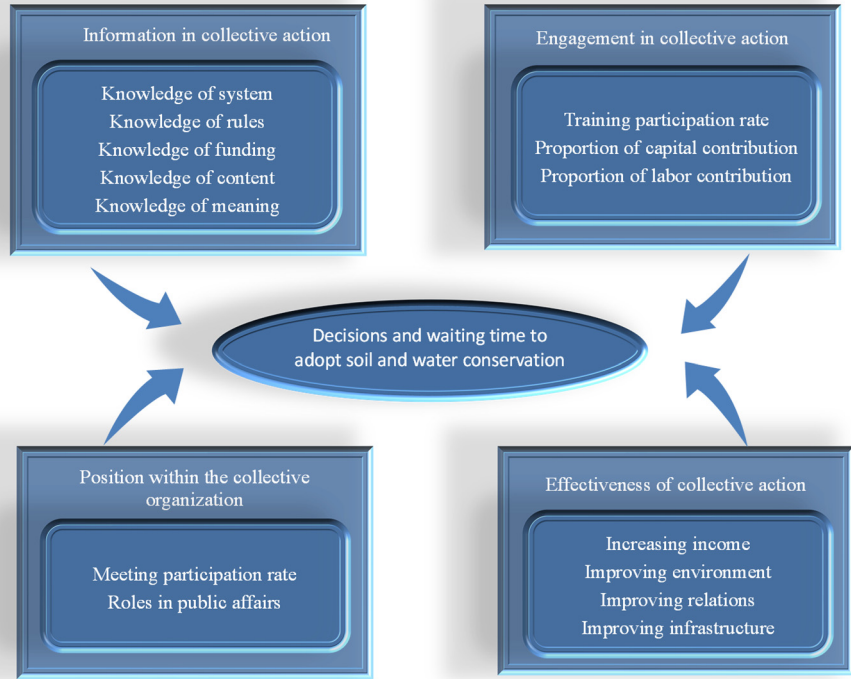 Information in collective action
Knowledge of system
Knowledge of rules
Knowledge of funding
Knowledge of content
Knowledge of meaning
Engagement in collective action
Training participation rate
Proportion of capital contribution
Proportion of labor contribution
Decisions and waiting time to
adopt soil and water conservation
Position within the collective
organization
Meeting participation rate
Roles in public affairs
Effectiveness of collective action
Increasing income
Improving environment
Improving relations
Improving infrastructure